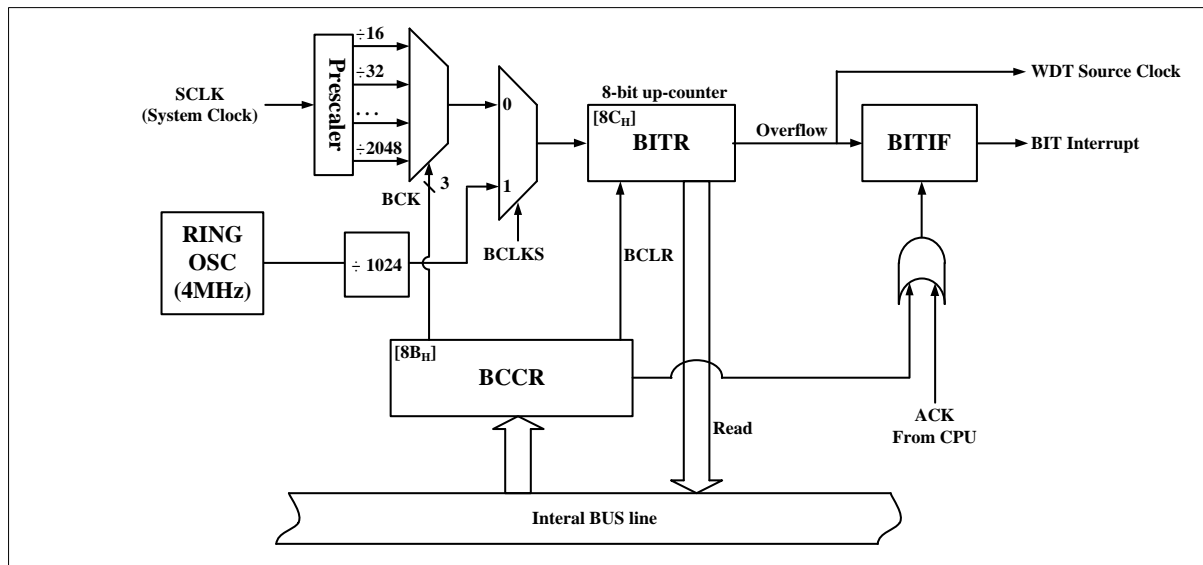 ÷16
÷32
...
÷2048
Prescaler
SCLK
(System Clock)
BCK
3
0
1
BCLKS
8-bit up-counter
[8CH]
BITR
Overflow
WDT Source Clock
BITIF
BIT Interrupt
RING
OSC
(4MHz)
÷ 1024
BCLR
[8BH]
BCCR
Read
ACK
From CPU
Interal BUS line